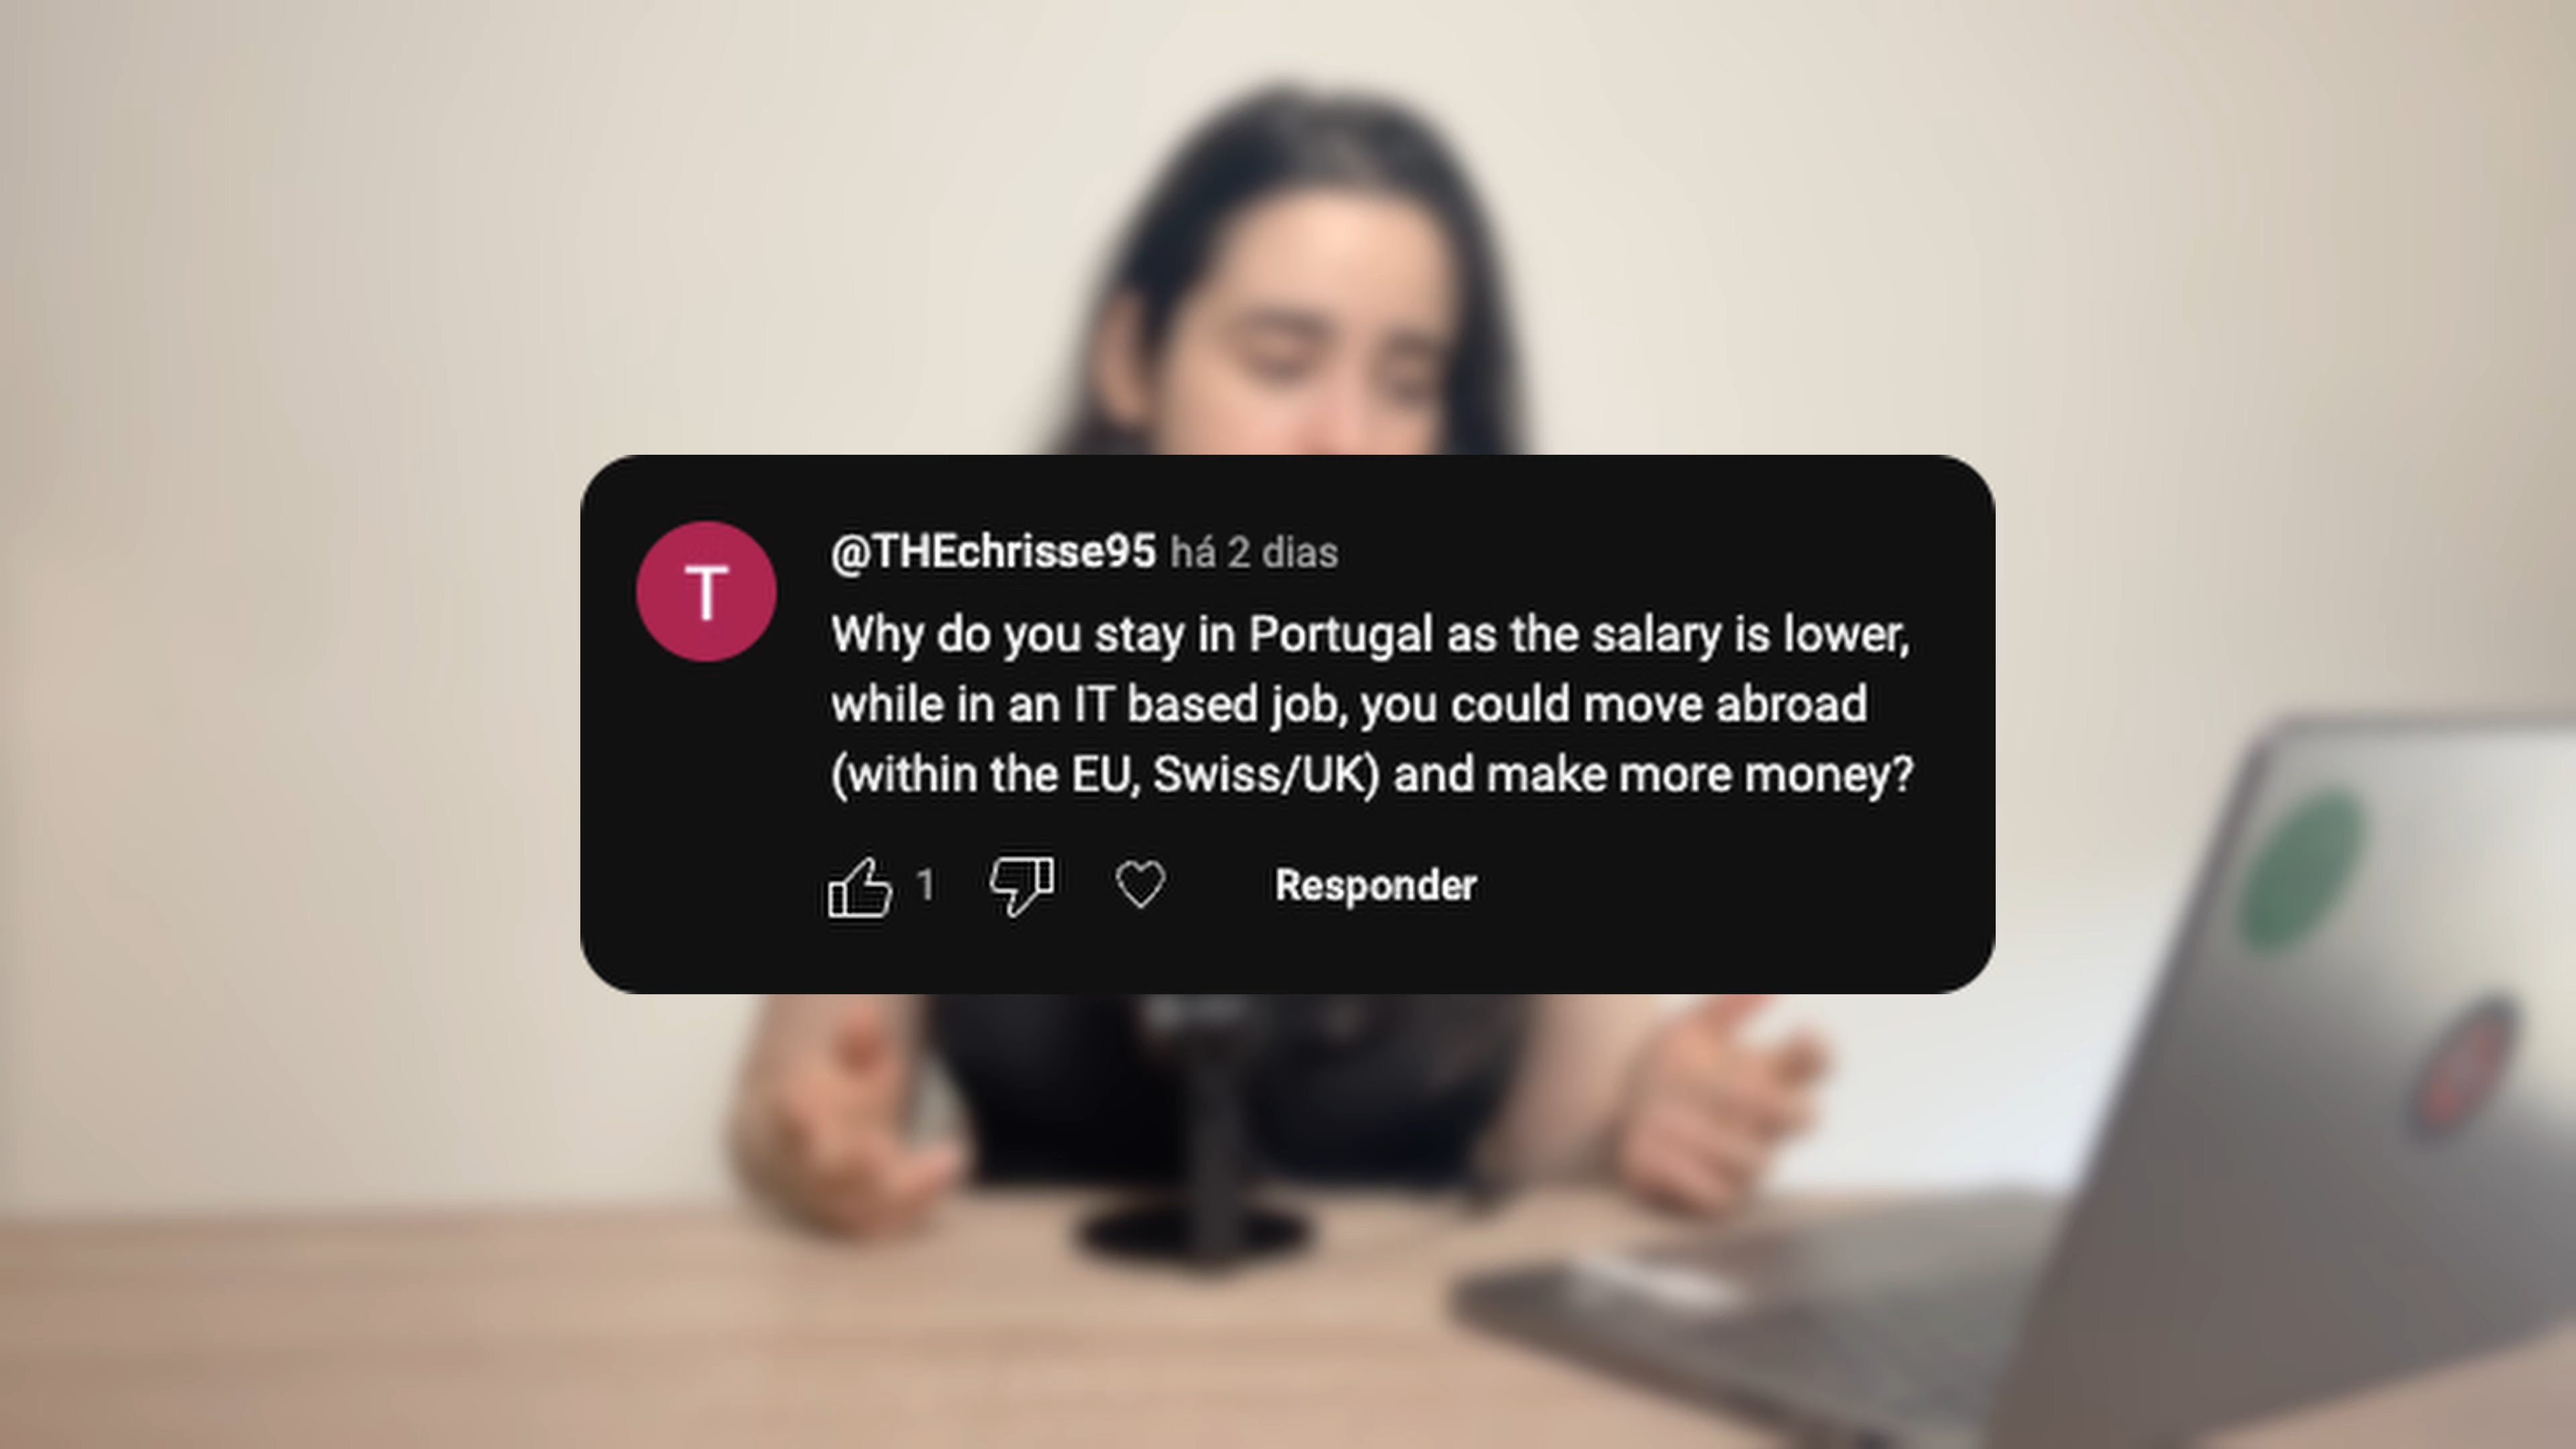 T
@THEchrisse95 há 2 dias
Why do you stay in Portugal as the salary is lower,
while in an IT based job, you could move abroad
(within the EU, Swiss/UK) and make more money?
1
Responder